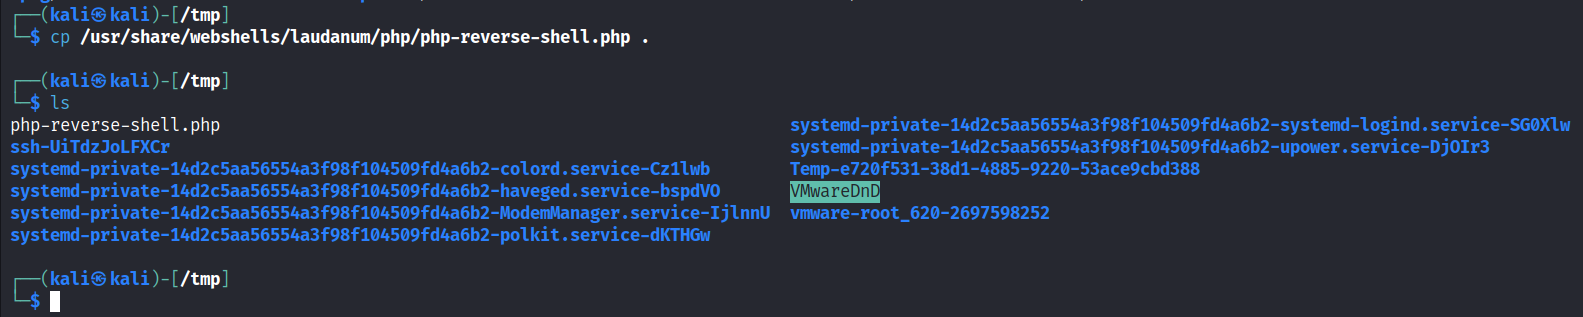 ┌──(kali㉿kali)-[/tmp]
└─$ cp /usr/share/webshells/laudanum/php/php-reverse-shell.php .
┌──(kali㉿kali)-[/tmp]
└─$ ls
php-reverse-shell.php systemd-private-14d2c5aa56554a3f98f104509fd4a6b2-systemd-logind.service-SG0Xlw
ssh-UiTdzJoLFXCr systemd-private-14d2c5aa56554a3f98f104509fd4a6b2-upower.service-DjOIr3
systemd-private-14d2c5aa56554a3f98f104509fd4a6b2-colord.service-Cz1lwb Temp-e720f531-38d1-4885-9220-53ace9cbd388
systemd-private-14d2c5aa56554a3f98f104509fd4a6b2-haveged.service-bspdVO VMwareDnD
systemd-private-14d2c5aa56554a3f98f104509fd4a6b2-ModemManager.service-IjlnnU vmware-root_620-2697598252
systemd-private-14d2c5aa56554a3f98f104509fd4a6b2-polkit.service-dKTHGw
┌──(kali㉿kali)-[/tmp]
└─$